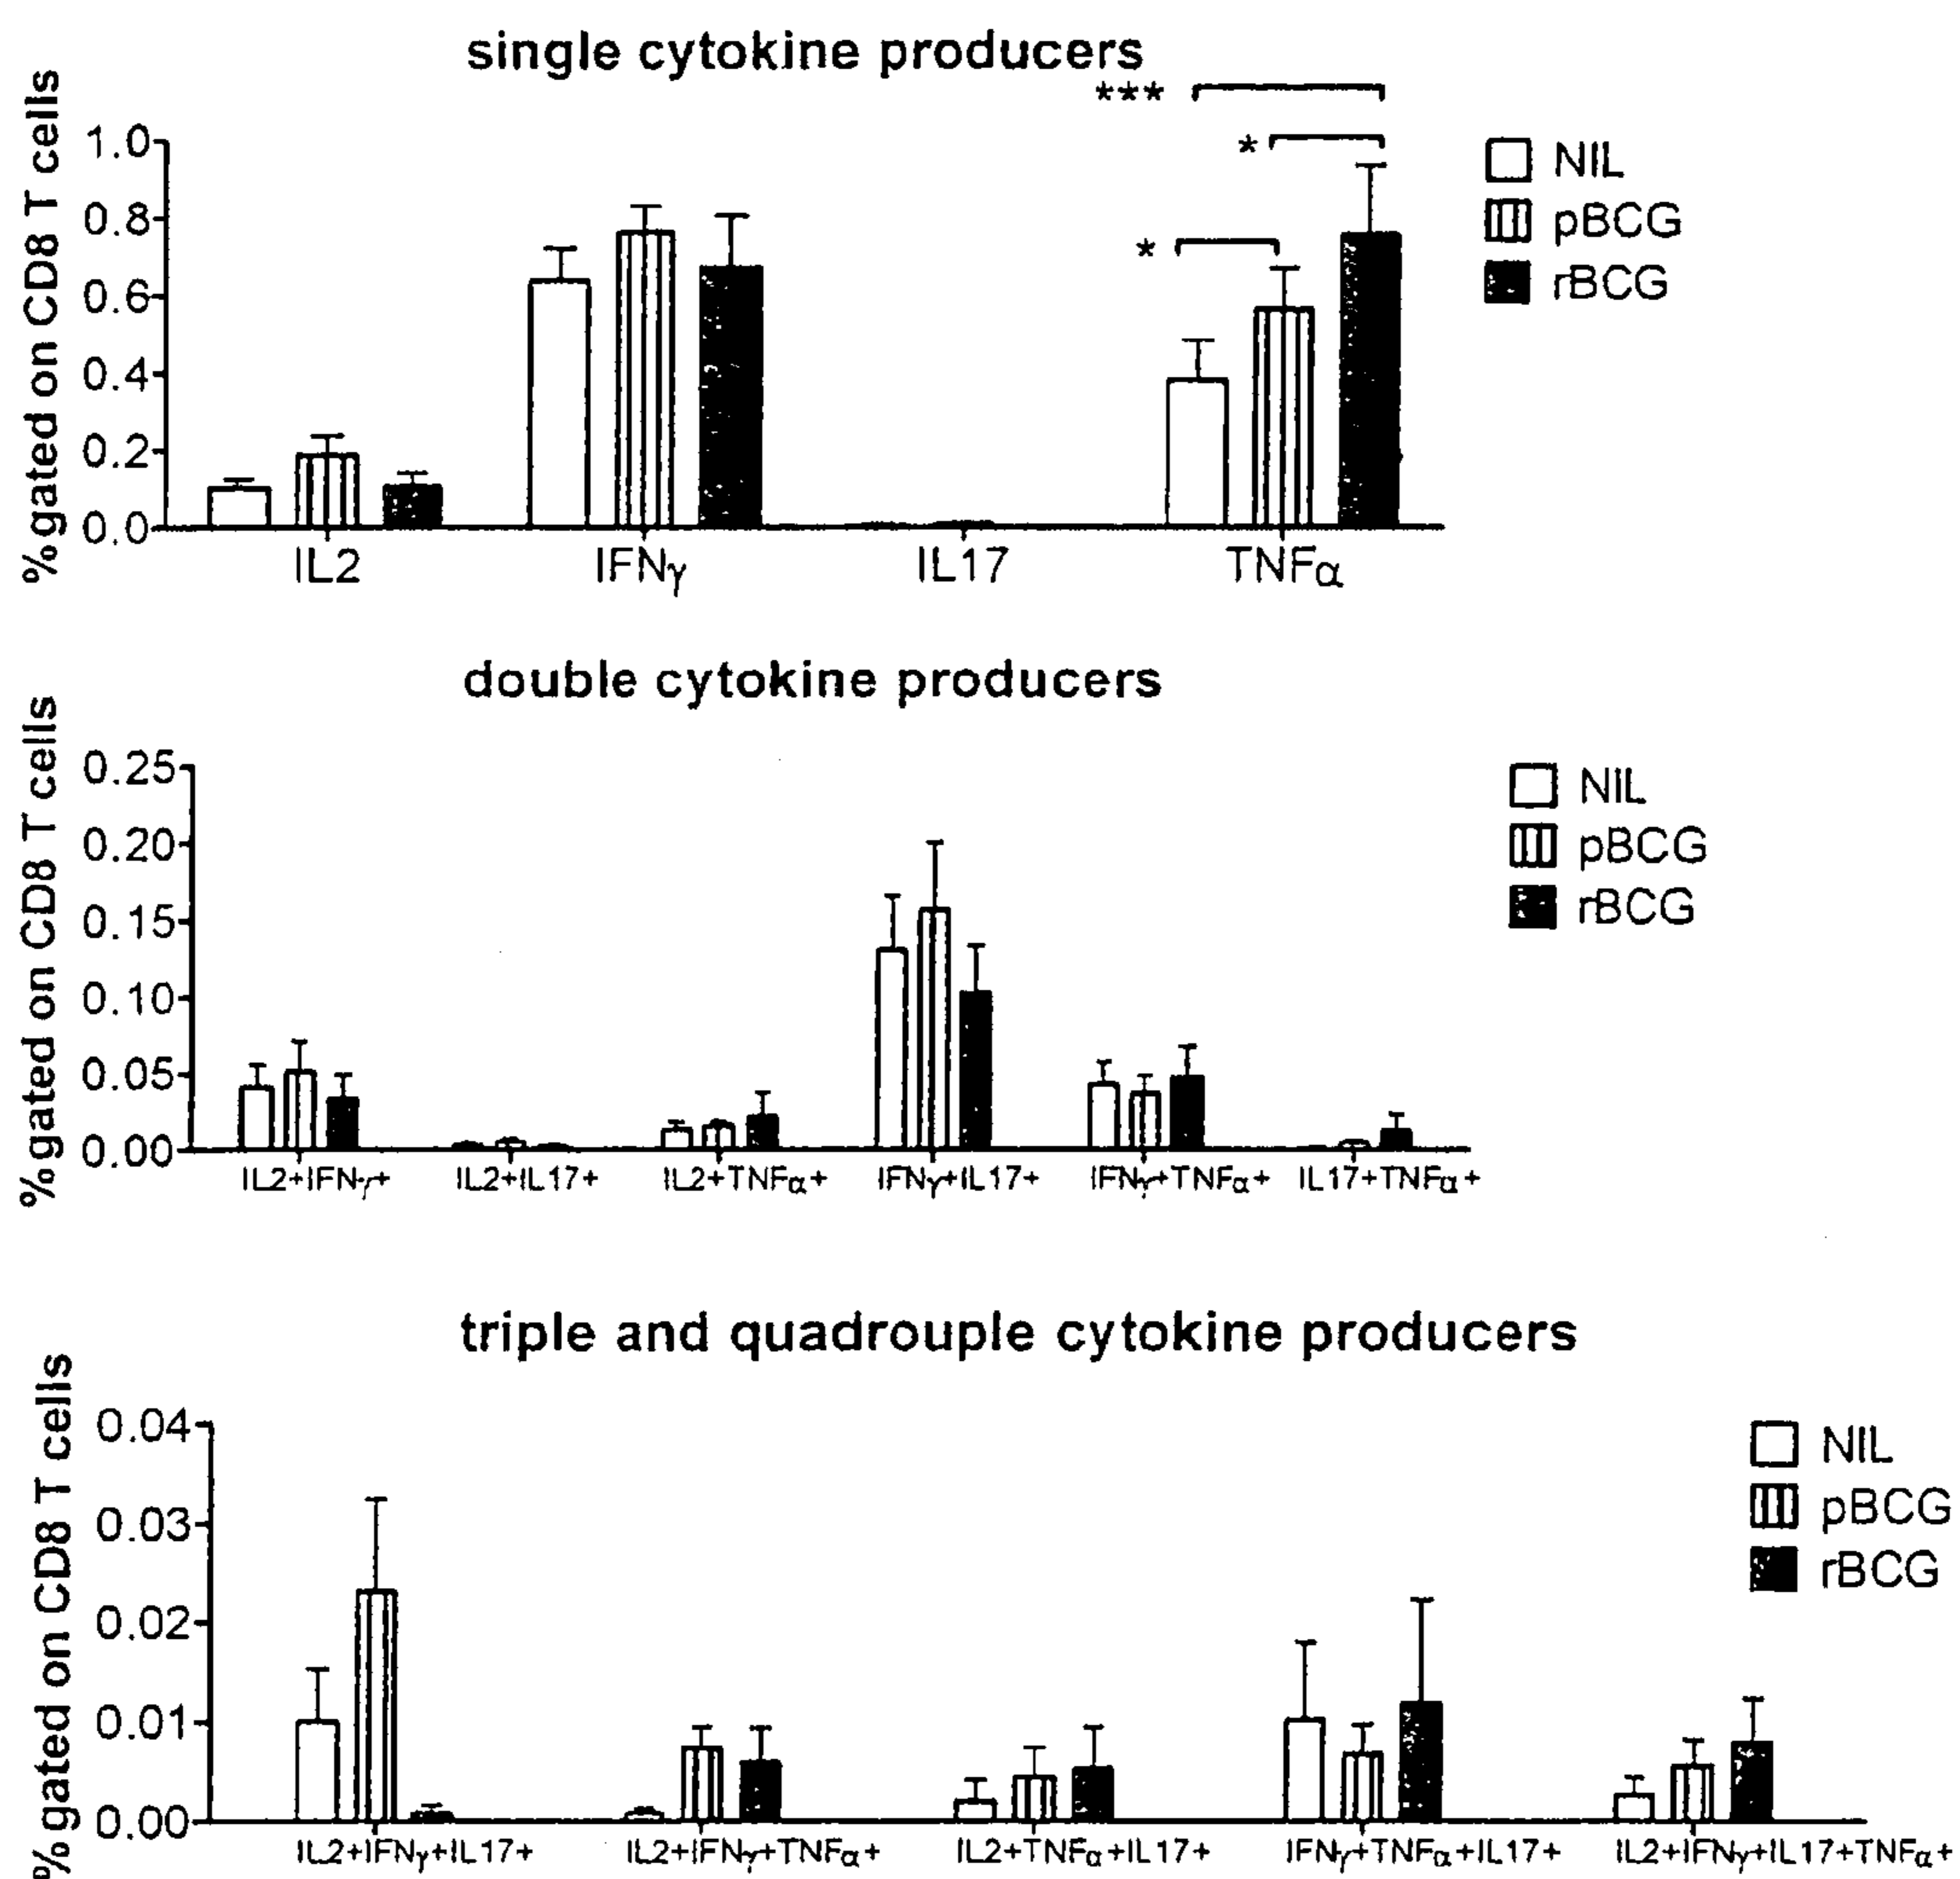 single cytokine producers
***
*
*
%gated on CD8 T cells
1.0
0.8
0.6
0.4
0.2
0.0
IL2 IFNγ IL17 TNFα
NIL
pBCG
rBCG
double cytokine producers
%gated on CD8 T cells
0.25
0.20
0.15
0.10
0.05
0.00
IL2+IFNγ+ IL2+IL17+ IL2+TNFα+ IFNγ+IL17+ IFNγ+TNFα+ IL17+TNFα+
NIL
pBCG
rBCG
triple and quadrouple cytokine producers
%gated on CD8 T cells
0.04
0.03
0.02
0.01
0.00
IL2+IFNγ+IL17+ IL2+IFNγ+TNFα+ IL2+TNFα+IL17+ IFNγ+TNFα+IL17+ IL2+IFNγ+IL17+TNFα+
NIL
pBCG
rBCG